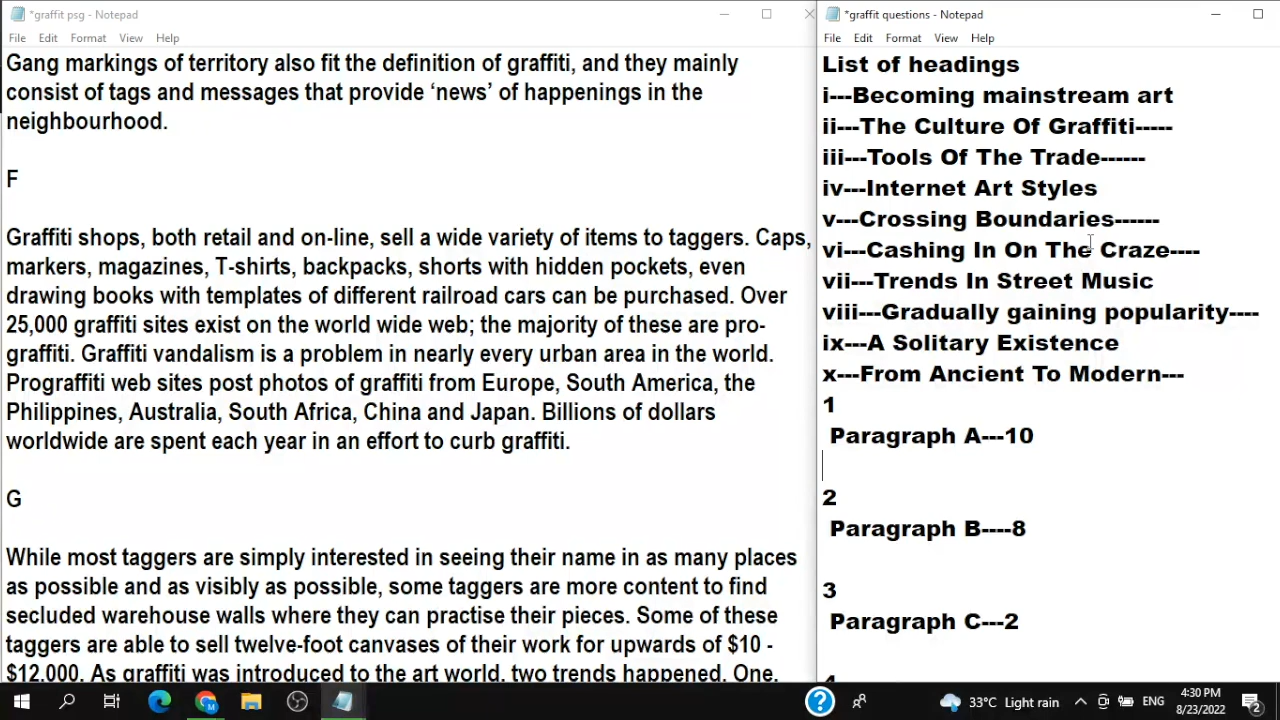 *graffit psg - Notepad
File Edit Format View Help
Gang markings of territory also fit the definition of graffiti, and they mainly
consist of tags and messages that provide ‘news’ of happenings in the
neighbourhood.
F
Graffiti shops, both retail and on-line, sell a wide variety of items to taggers. Caps,
markers, magazines, T-shirts, backpacks, shorts with hidden pockets, even
drawing books with templates of different railroad cars can be purchased. Over
25,000 graffiti sites exist on the world wide web; the majority of these are pro-
graffiti. Graffiti vandalism is a problem in nearly every urban area in the world.
Prograffiti web sites post photos of graffiti from Europe, South America, the
Philippines, Australia, South Africa, China and Japan. Billions of dollars
worldwide are spent each year in an effort to curb graffiti.
G
While most taggers are simply interested in seeing their name in as many places
as possible and as visibly as possible, some taggers are more content to find
secluded warehouse walls where they can practise their pieces. Some of these
taggers are able to sell twelve-foot canvases of their work for upwards of $10 -
$12,000. As graffiti was introduced to the art world, two trends happened. One,
*graffit questions - Notepad
File Edit Format View Help
List of headings
i---Becoming mainstream art
ii---The Culture Of Graffiti-----
iii---Tools Of The Trade------
iv---Internet Art Styles
v---Crossing Boundaries------
vi---Cashing In On The Craze----
vii---Trends In Street Music
viii---Gradually gaining popularity----
ix---A Solitary Existence
x---From Ancient To Modern---
1
Paragraph A---10
2
Paragraph B----8
3
Paragraph C---2
4
33°C Light rain
ENG
4:30 PM
8/23/2022
2